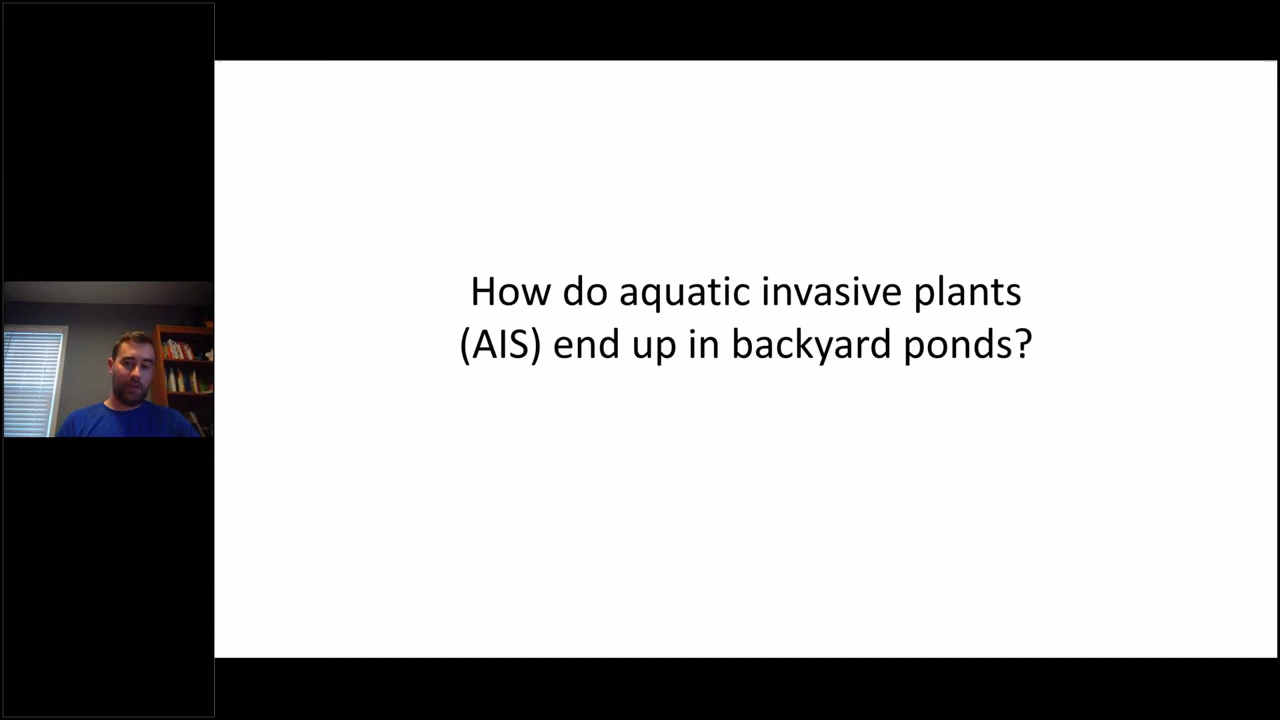 How do aquatic invasive plants
(AIS) end up in backyard ponds?